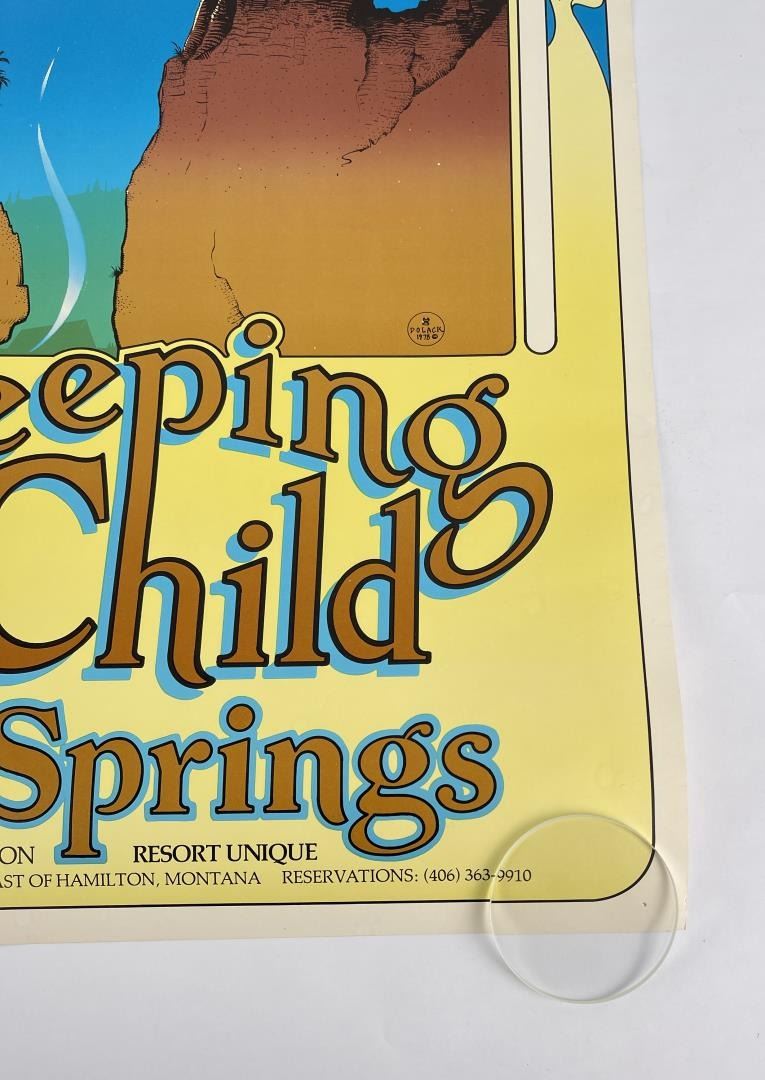 POLACK
1978 ©
eeping
Child
Springs
ON RESORT UNIQUE
AST OF HAMILTON, MONTANA RESERVATIONS: (406) 363-9910